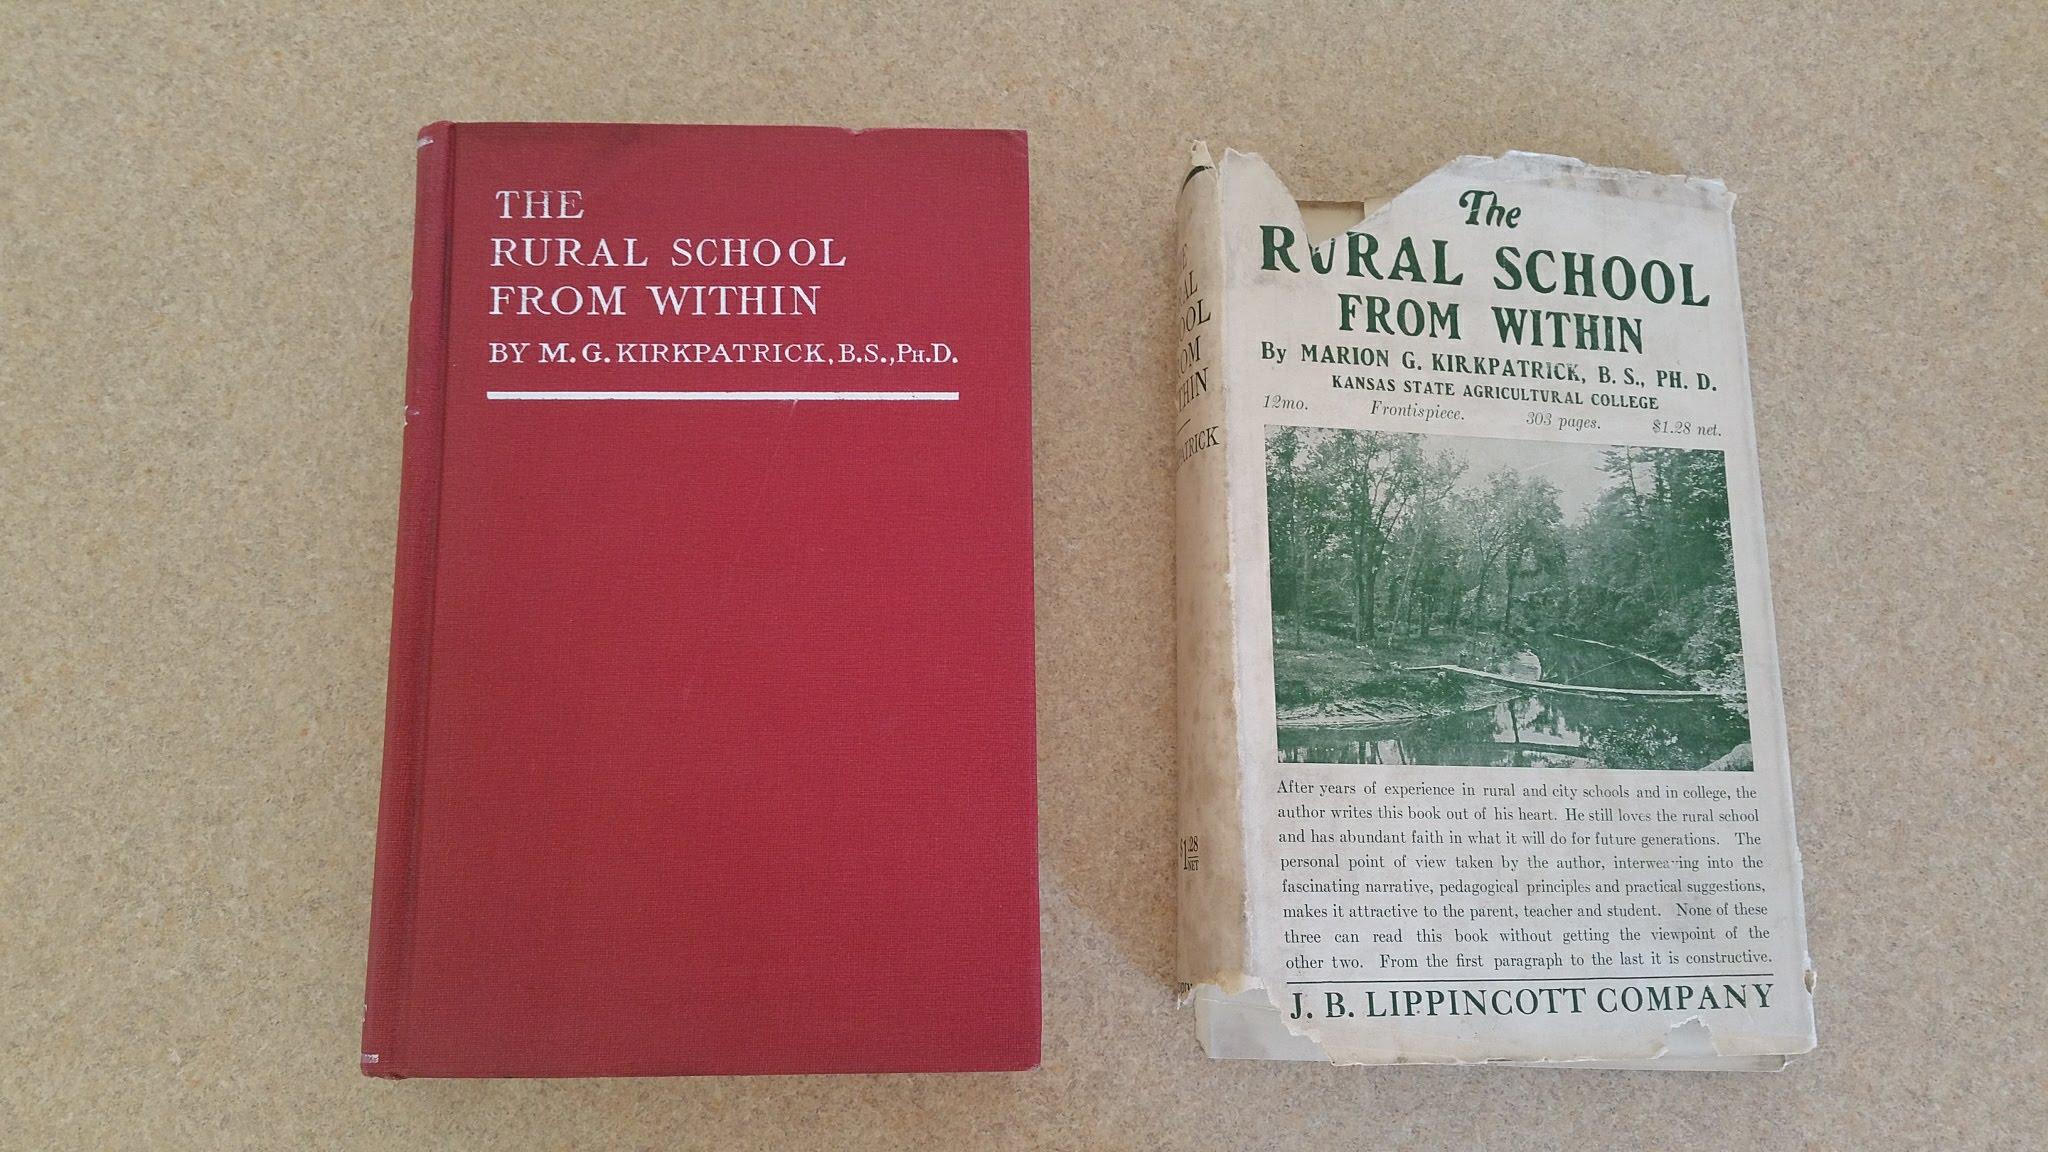 THE
RURAL SCHOOL
FROM WITHIN
BY M. G. KIRKPATRICK, B.S., PH.D.
The
RURAL SCHOOL
FROM WITHIN
By MARION G. KIRKPATRICK, B. S., PH. D.
KANSAS STATE AGRICULTURAL COLLEGE
12mo. Frontispiece. 303 pages. $1.28 net.
After years of experience in rural and city schools and in college, the
author writes this book out of his heart. He still loves the rural school
and has abundant faith in what it will do for future generations. The
personal point of view taken by the author, interweaving into the
fascinating narrative, pedagogical principles and practical suggestions,
makes it attractive to the parent, teacher and student. None of these
three can read this book without getting the viewpoint of the
other two. From the first paragraph to the last it is constructive.
J. B. LIPPINCOTT COMPANY
$1.28
NET